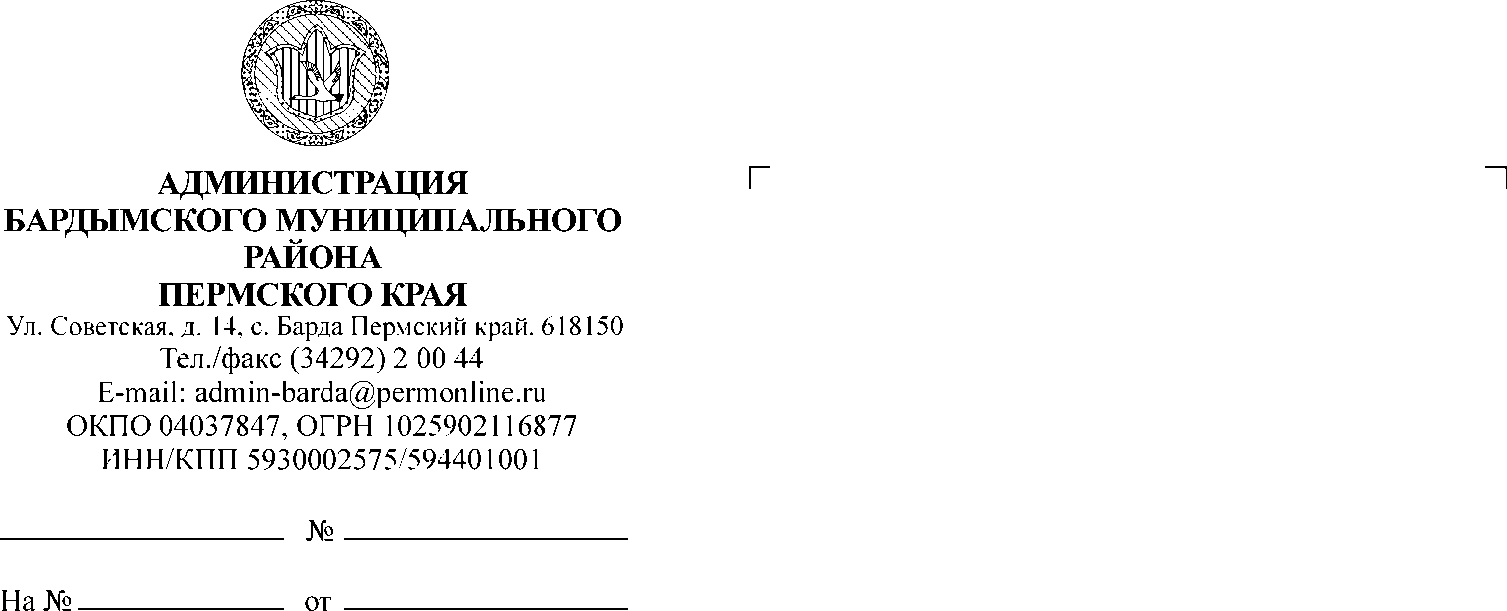 АДМИНИСТРАЦИЯ
БАРДЫМСКОГО МУНИЦИПАЛЬНОГО
РАЙОНА
ПЕРМСКОГО КРАЯ
Ул. Советская, д. 14, с. Барда Пермский край, 618150
Тел./факс (34292) 2 00 44
E-mail: admin-barda@permonline.ru
ОКПО 04037847, ОГРН 1025902116877
ИНН/КПП 5930002575/594401001
№
На № от